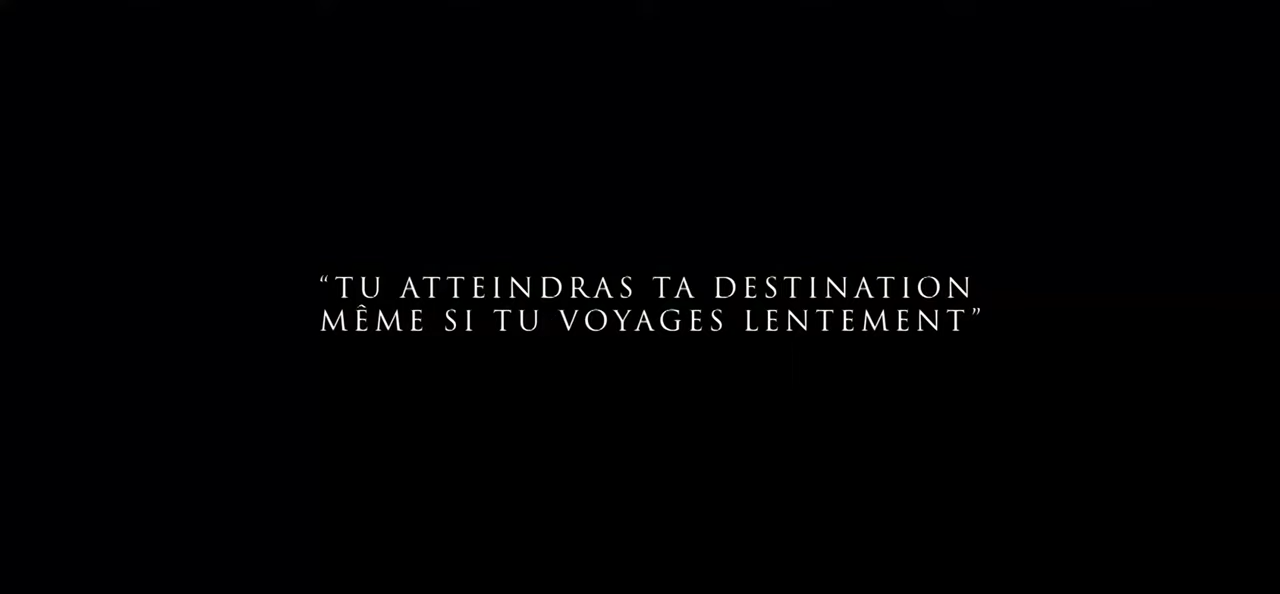 “TU ATTEINDRAS TA DESTINATION
MÊME SI TU VOYAGES LENTEMENT”